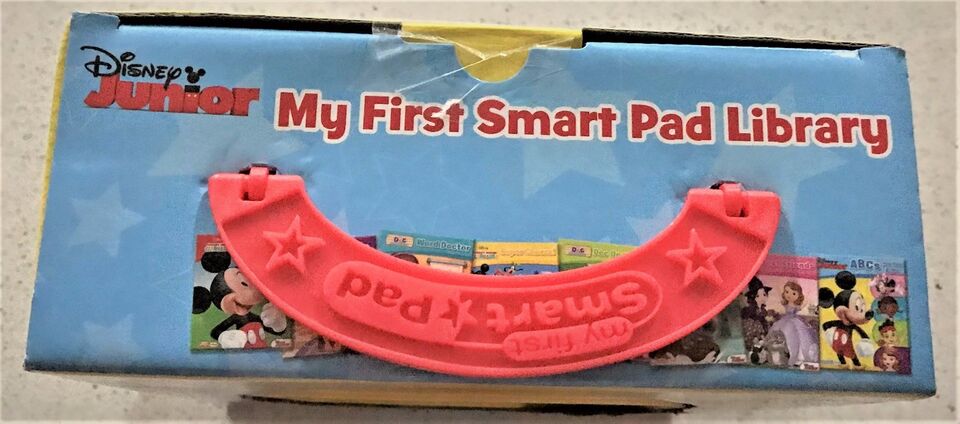 Disney
Junior
My First Smart Pad Library
Word Doctor
ABCs
my first
Smart Pad